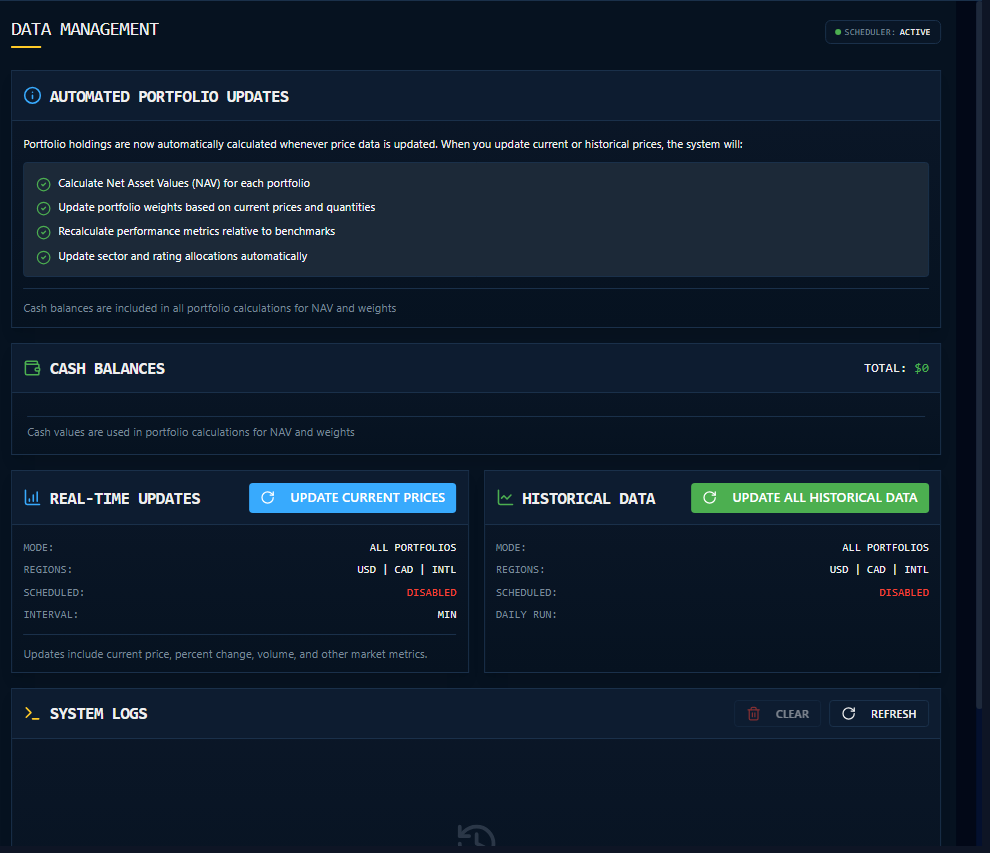 DATA MANAGEMENT
SCHEDULER: ACTIVE
AUTOMATED PORTFOLIO UPDATES
Portfolio holdings are now automatically calculated whenever price data is updated. When you update current or historical prices, the system will:
Calculate Net Asset Values (NAV) for each portfolio
Update portfolio weights based on current prices and quantities
Recalculate performance metrics relative to benchmarks
Update sector and rating allocations automatically
Cash balances are included in all portfolio calculations for NAV and weights
CASH BALANCES
TOTAL: $0
Cash values are used in portfolio calculations for NAV and weights
REAL-TIME UPDATES
UPDATE CURRENT PRICES
MODE: ALL PORTFOLIOS
REGIONS: USD | CAD | INTL
SCHEDULED: DISABLED
INTERVAL: MIN
Updates include current price, percent change, volume, and other market metrics.
HISTORICAL DATA
UPDATE ALL HISTORICAL DATA
MODE: ALL PORTFOLIOS
REGIONS: USD | CAD | INTL
SCHEDULED: DISABLED
DAILY RUN:
SYSTEM LOGS
CLEAR
REFRESH